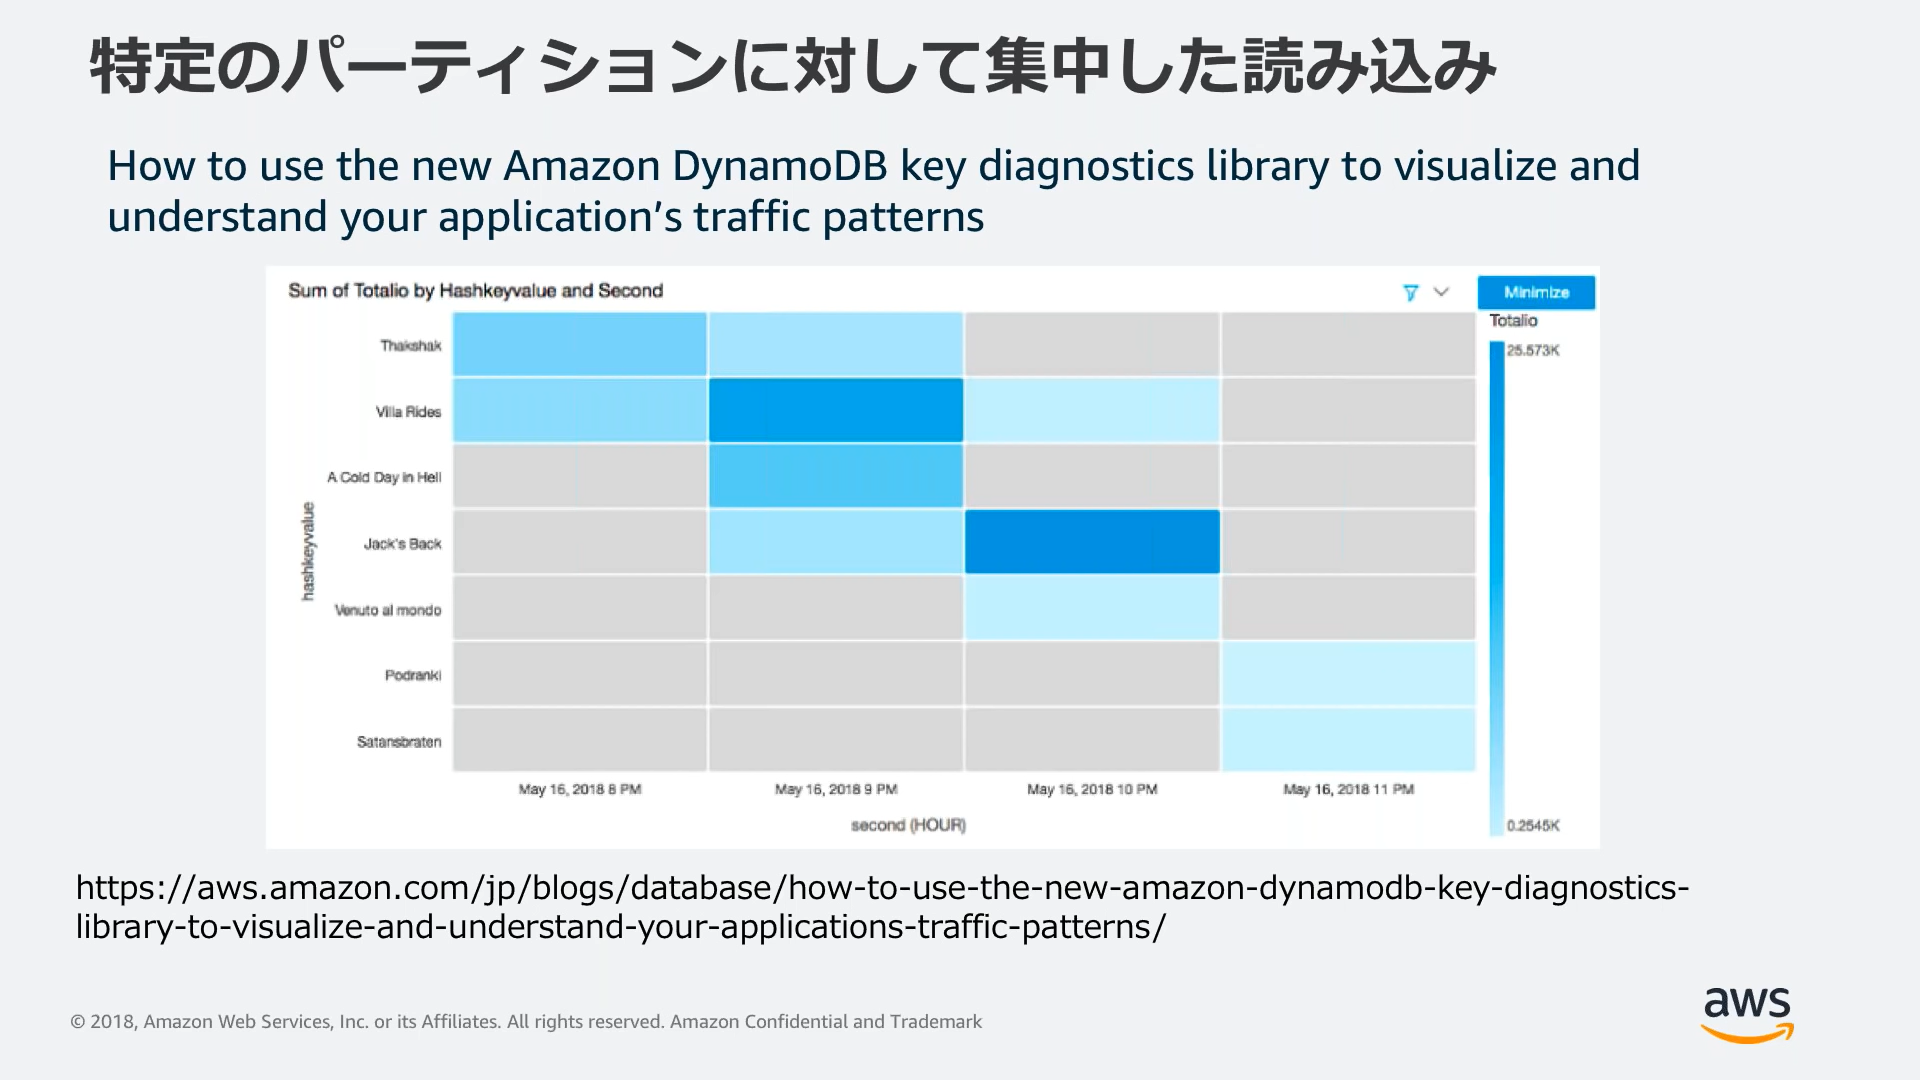 特定のパーティションに対して集中した読み込み
How to use the new Amazon DynamoDB key diagnostics library to visualize and
understand your application’s traffic patterns
Sum of Totalio by Hashkeyvalue and Second
Minimize
Totalio
25.573K
0.2545K
hashkeyvalue
Thakshak
Villa Rides
A Cold Day in Hell
Jack's Back
Venuto al mondo
Podranki
Satansbraten
May 16, 2018 8 PM
May 16, 2018 9 PM
May 16, 2018 10 PM
May 16, 2018 11 PM
second (HOUR)
https://aws.amazon.com/jp/blogs/database/how-to-use-the-new-amazon-dynamodb-key-diagnostics-
library-to-visualize-and-understand-your-applications-traffic-patterns/
© 2018, Amazon Web Services, Inc. or its Affiliates. All rights reserved. Amazon Confidential and Trademark
aws